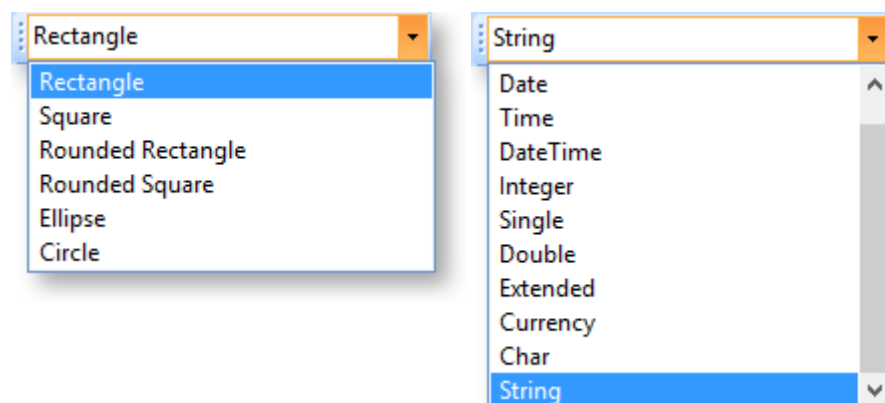 Rectangle
Rectangle
Square
Rounded Rectangle
Rounded Square
Ellipse
Circle
String
Date
Time
DateTime
Integer
Single
Double
Extended
Currency
Char
String